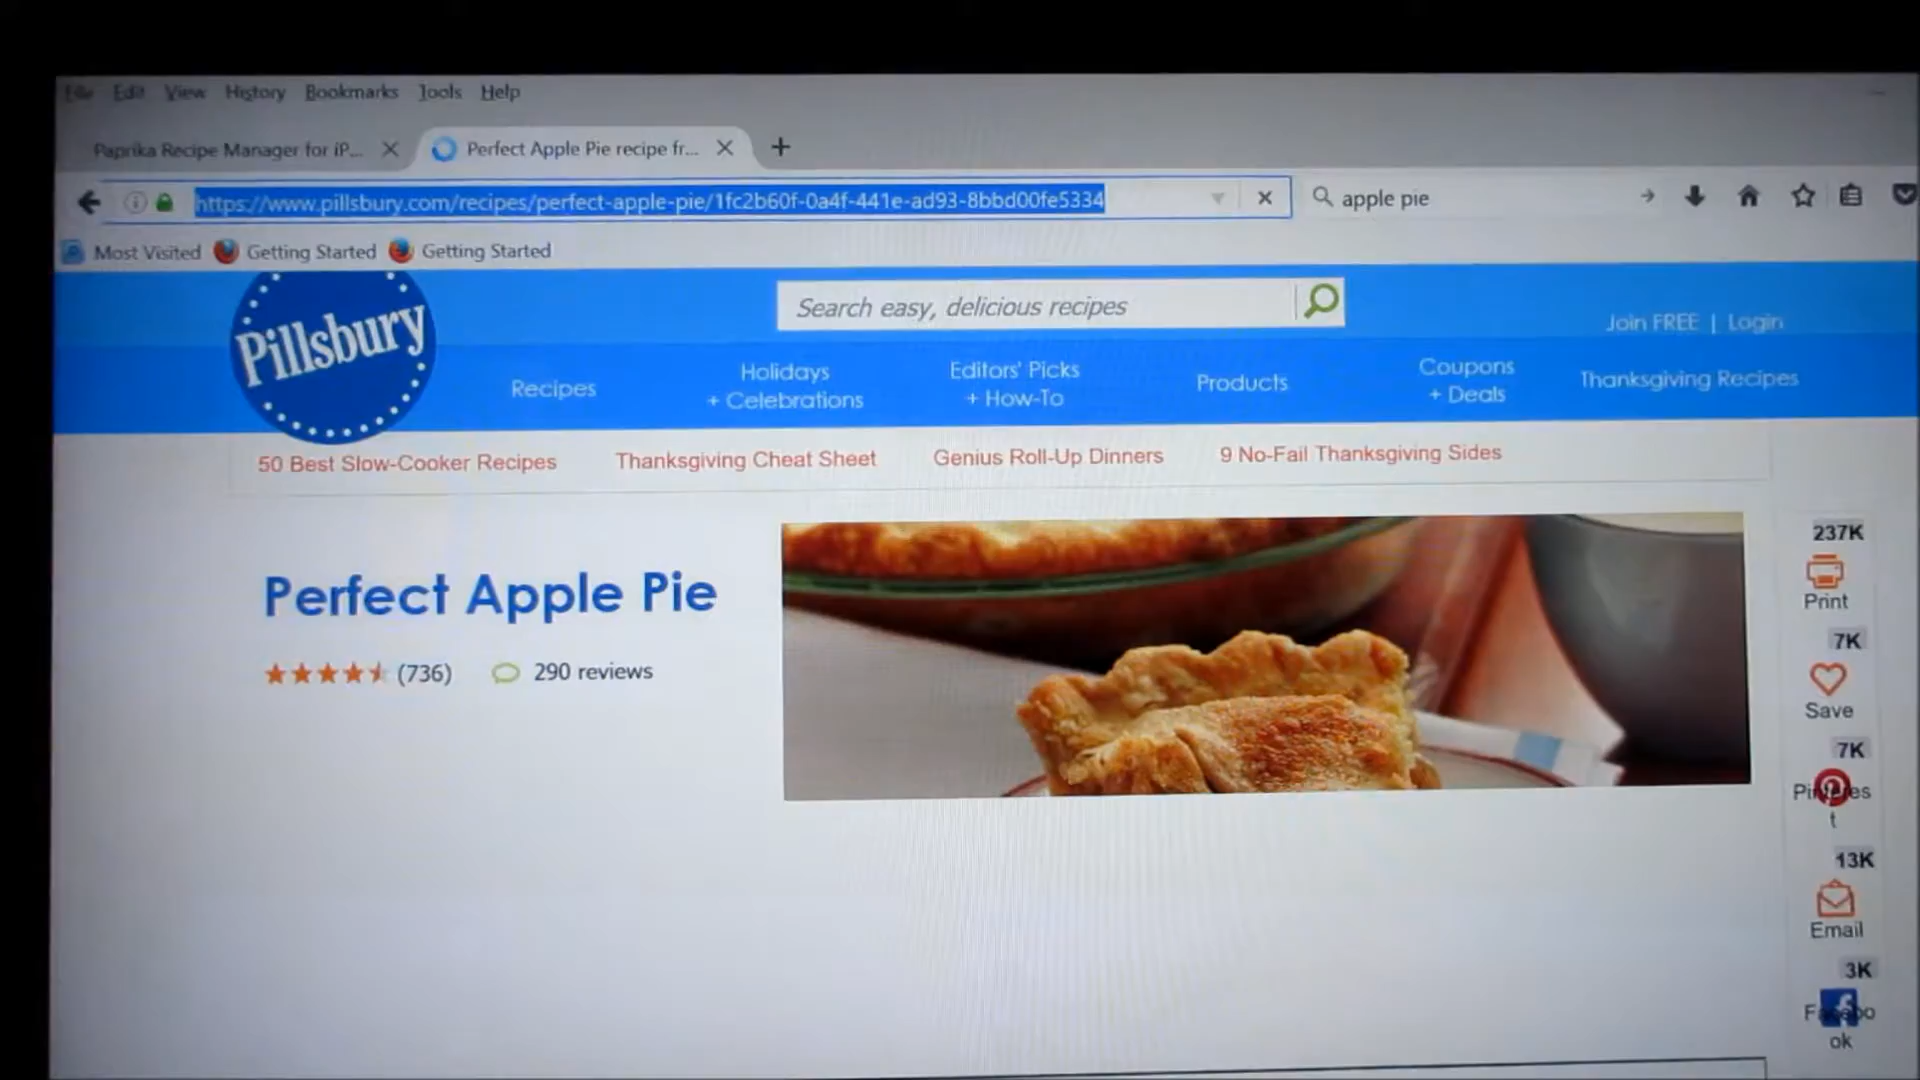 File Edit View History Bookmarks Tools Help
Paprika Recipe Manager for iP...
Perfect Apple Pie recipe fr...
https://www.pillsbury.com/recipes/perfect-apple-pie/1fc2b60f-0a4f-441e-ad93-8bbd00fe5334
apple pie
Most Visited Getting Started Getting Started
Pillsbury
Search easy, delicious recipes
Join FREE | Login
Recipes
Holidays
+ Celebrations
Editors' Picks
+ How-To
Products
Coupons
+ Deals
Thanksgiving Recipes
50 Best Slow-Cooker Recipes Thanksgiving Cheat Sheet Genius Roll-Up Dinners 9 No-Fail Thanksgiving Sides
Perfect Apple Pie
(736) 290 reviews
237K
Print
7K
Save
7K
Pinteres
t
13K
Email
3K
Facebo
ok